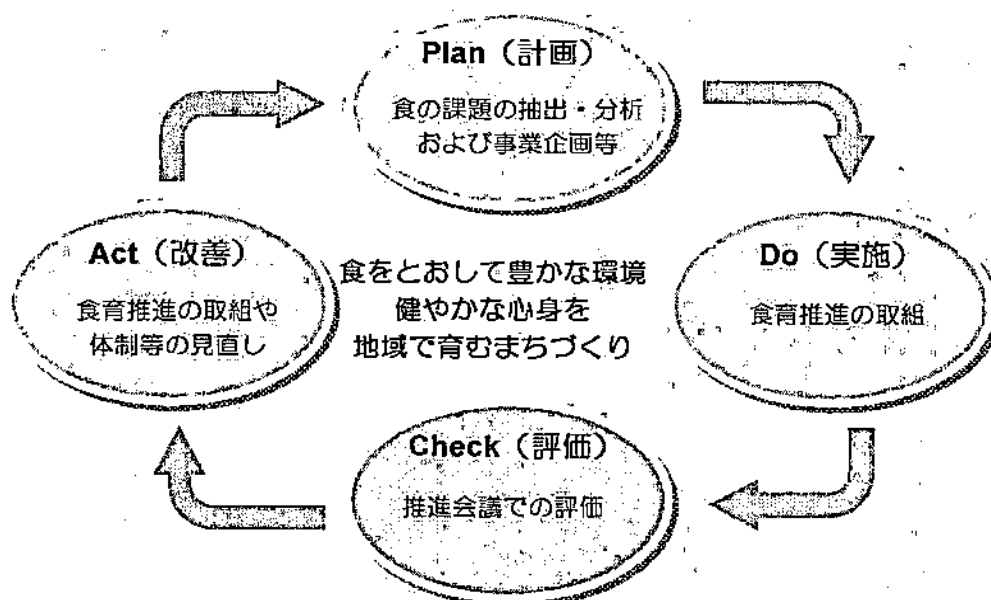 Plan（計画）
食の課題の抽出・分析
および事業企画等
Act（改善）
食育推進の取組や
体制等の見直し
食をとおして豊かな環境
健やかな心身を
地域で育むまちづくり
Do（実施）
食育推進の取組
Check（評価）
推進会議での評価